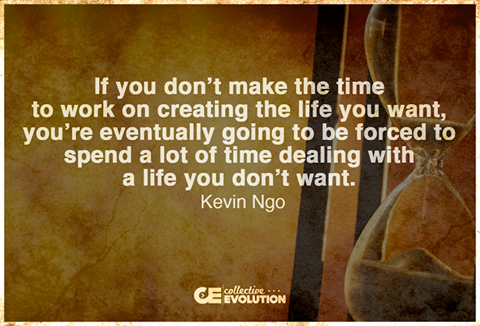 If you don't make the time
to work on creating the life you want,
you're eventually going to be forced to
spend a lot of time dealing with
a life you don't want.
Kevin Ngo
CE collective ...
EVOLUTION